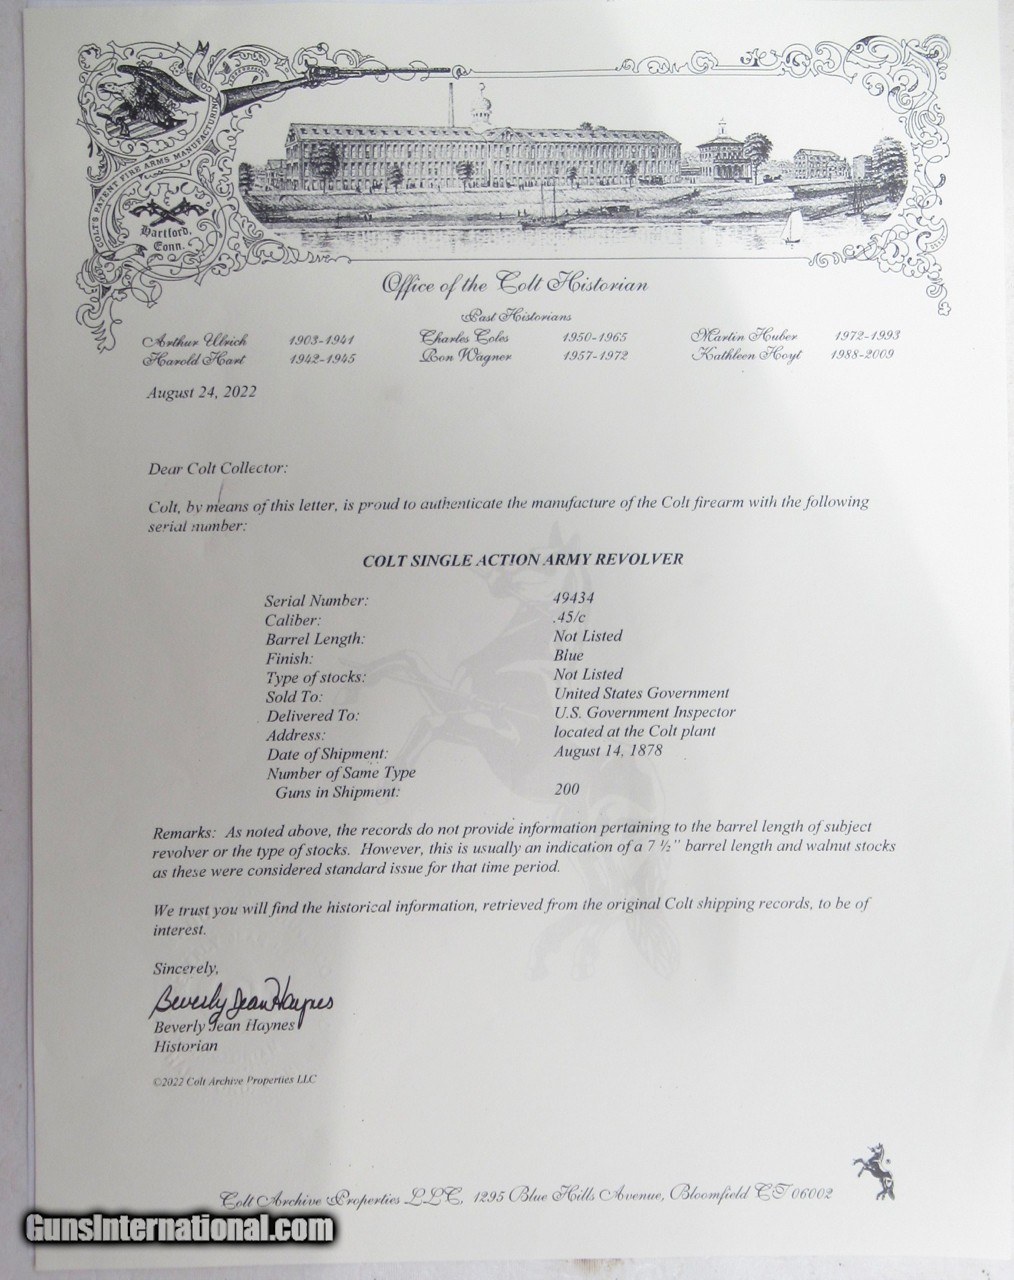 COLT'S PATENT FIRE ARMS MANUFACTURING CO.
Hartford,
Conn.
Office of the Colt Historian
Past Historians
Arthur Ulrich 1903-1941 Charles Coles 1950-1965 Martin Huber 1972-1993
Harold Hart 1942-1945 Ron Wagner 1957-1972 Kathleen Hoyt 1988-2009
August 24, 2022
Dear Colt Collector:
Colt, by means of this letter, is proud to authenticate the manufacture of the Colt firearm with the following
serial number:
COLT SINGLE ACTION ARMY REVOLVER
Serial Number: 49434
Caliber: .45/c
Barrel Length: Not Listed
Finish: Blue
Type of stocks: Not Listed
Sold To: United States Government
Delivered To: U.S. Government Inspector
Address: located at the Colt plant
Date of Shipment: August 14, 1878
Number of Same Type
Guns in Shipment: 200
Remarks: As noted above, the records do not provide information pertaining to the barrel length of subject
revolver or the type of stocks. However, this is usually an indication of a 7 ½" barrel length and walnut stocks
as these were considered standard issue for that time period.
We trust you will find the historical information, retrieved from the original Colt shipping records, to be of
interest.
Sincerely,
Beverly Jean Haynes
Beverly Jean Haynes
Historian
©2022 Colt Archive Properties LLC
Colt Archive Properties LLC, 1295 Blue Hills Avenue, Bloomfield CT 06002
GunsInternational.com